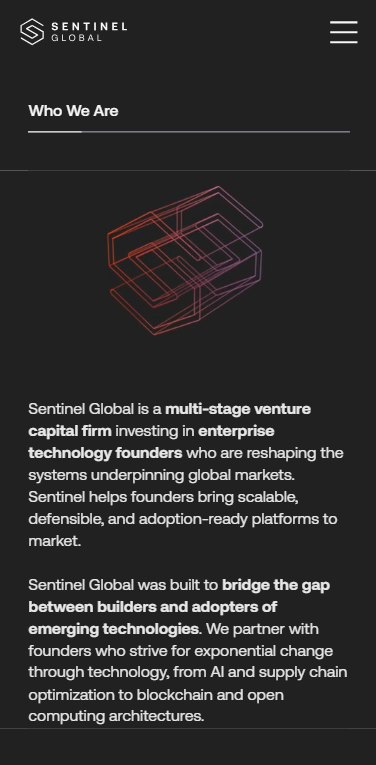 SENTINEL
GLOBAL
Who We Are
Sentinel Global is a multi-stage venture
capital firm investing in enterprise
technology founders who are reshaping the
systems underpinning global markets.
Sentinel helps founders bring scalable,
defensible, and adoption-ready platforms to
market.
Sentinel Global was built to bridge the gap
between builders and adopters of
emerging technologies. We partner with
founders who strive for exponential change
through technology, from AI and supply chain
optimization to blockchain and open
computing architectures.